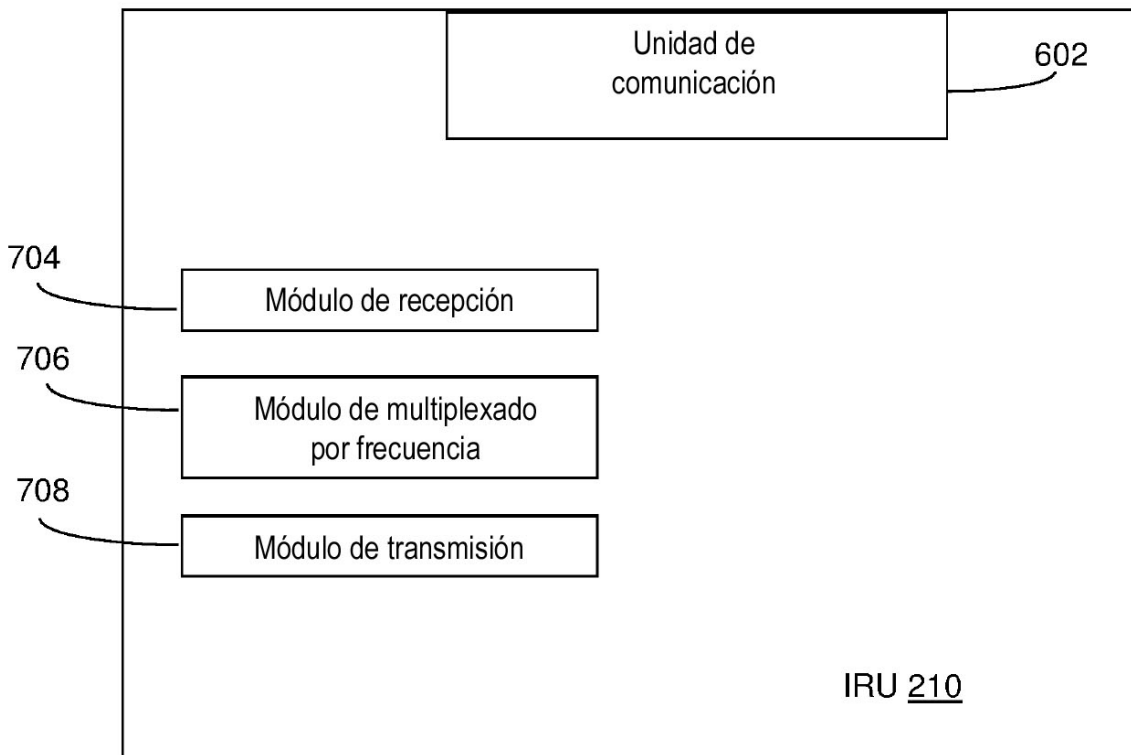 Unidad de
comunicación
602
704
Módulo de recepción
706
Módulo de multiplexado
por frecuencia
708
Módulo de transmisión
IRU 210